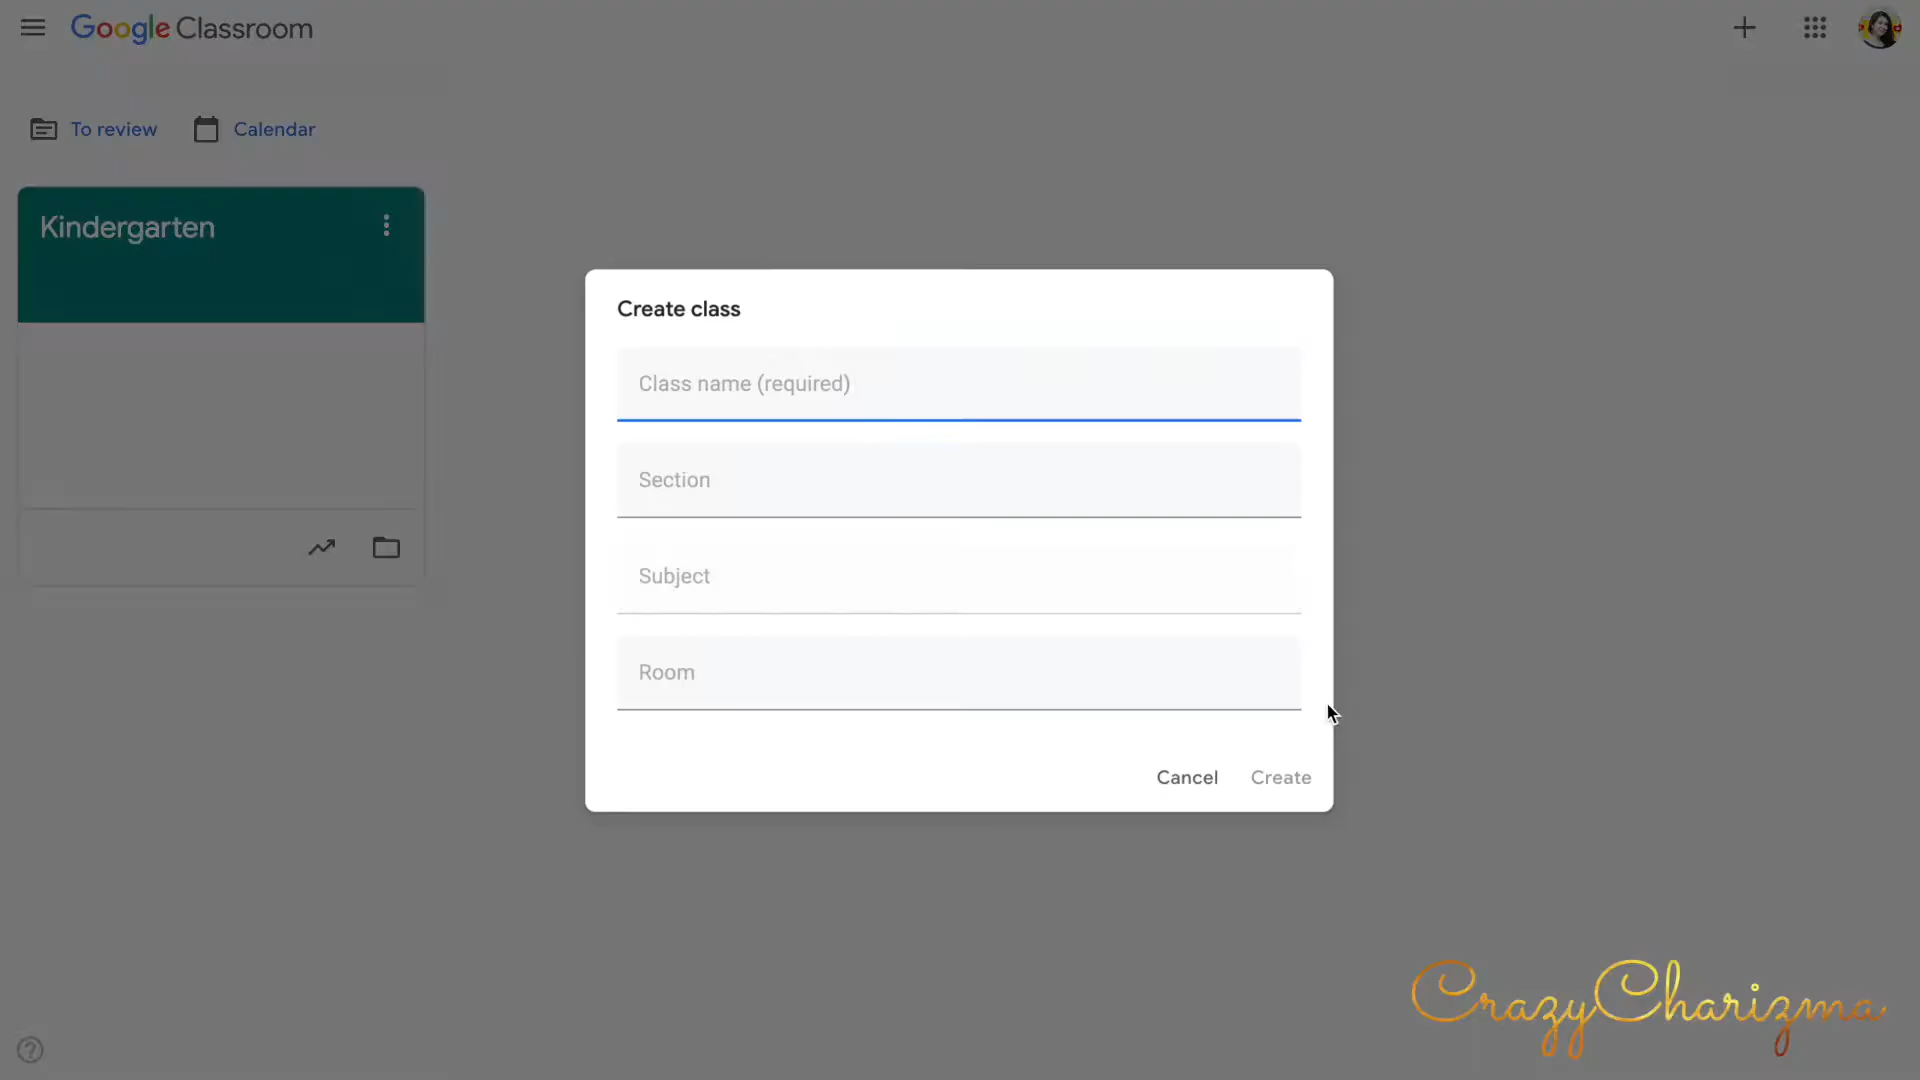 Google Classroom
To review
Calendar
Kindergarten
Create class
Class name (required)
Section
Subject
Room
Cancel
Create
CrazyCharizma